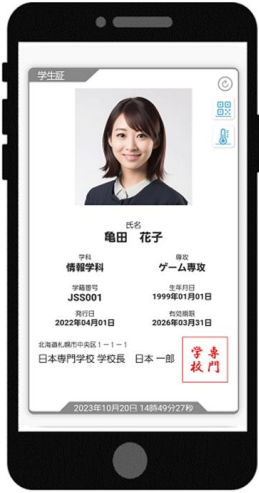 学生証
氏名
亀田 花子
学科 専攻
情報学科 ゲーム専攻
学籍番号 生年月日
JSS001 1999年01月01日
発行日 有効期限
2022年04月01日 2026年03月31日
北海道札幌市中央区1-1-1
日本専門学校 学校長 日本 一郎
専門
学校
2023年10月20日 14時49分27秒